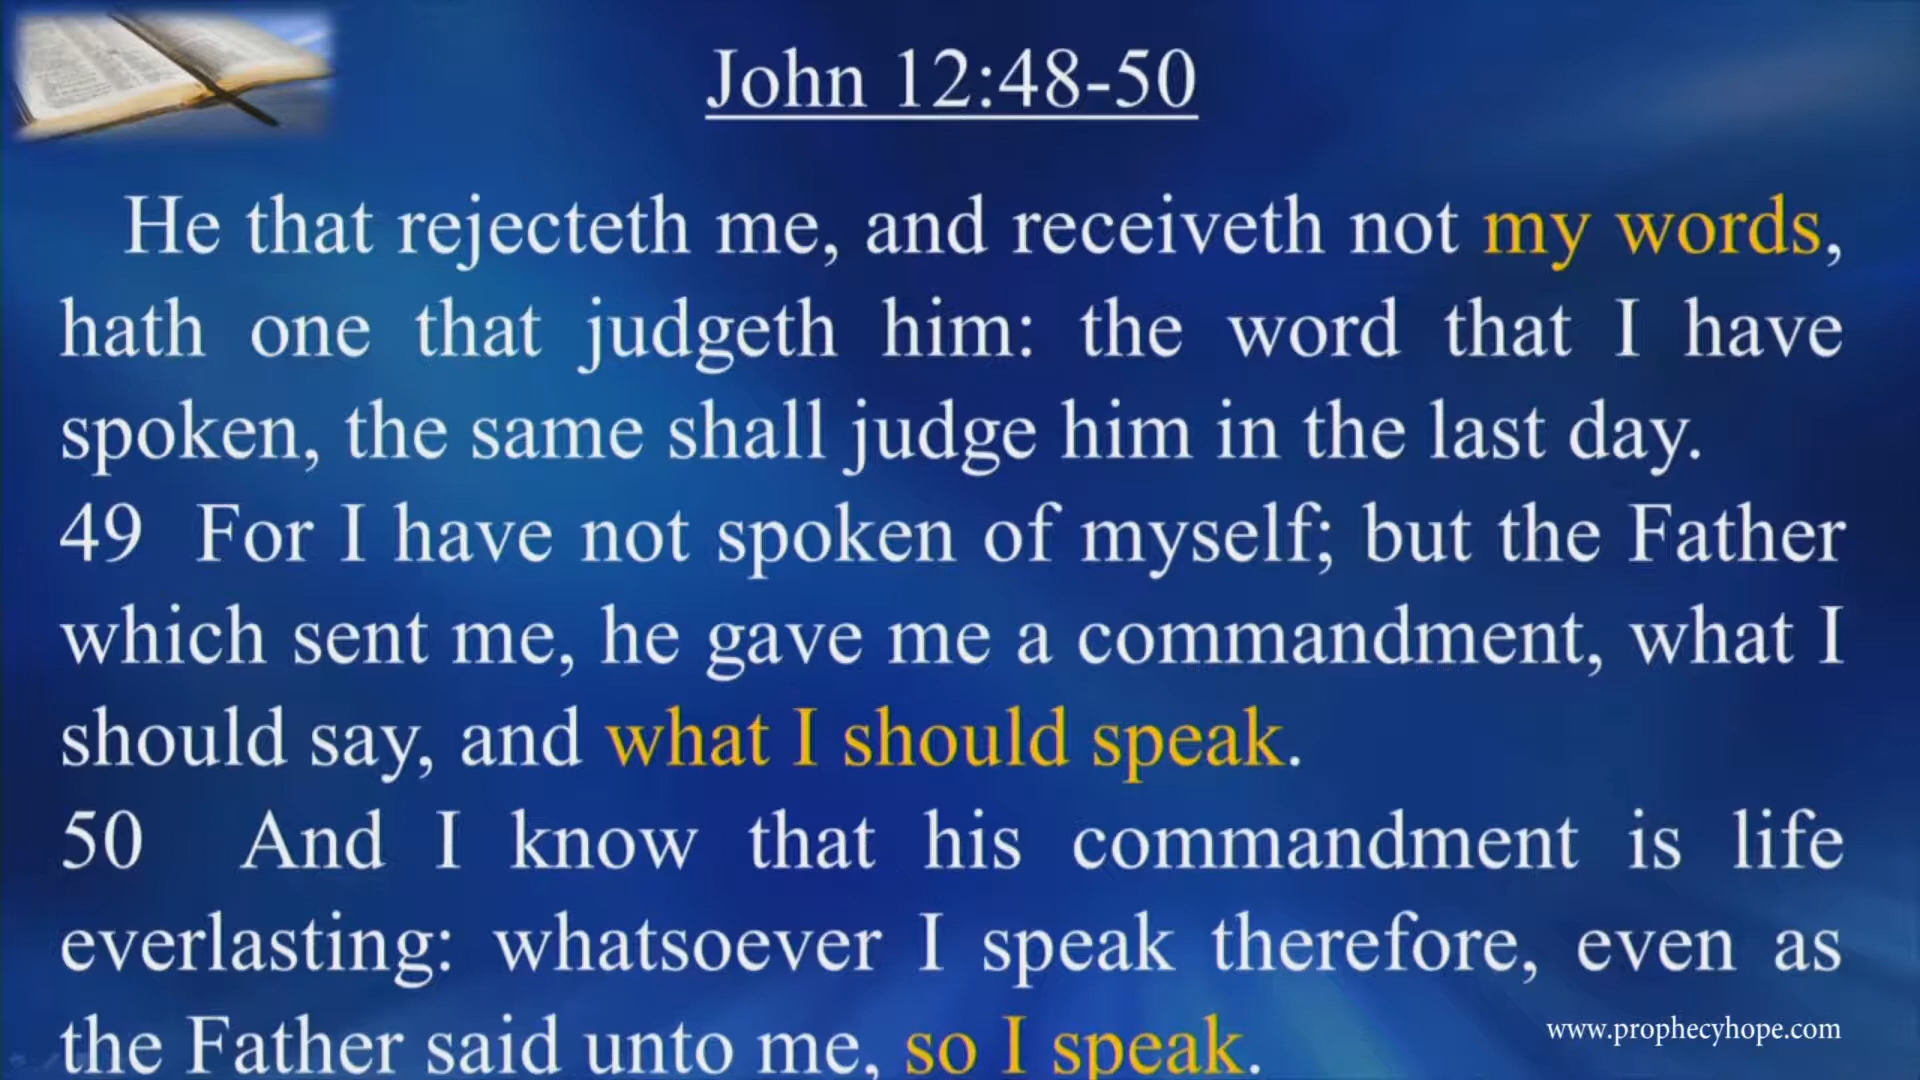 John 12:48-50
He that rejecteth me, and receiveth not my words,
hath one that judgeth him: the word that I have
spoken, the same shall judge him in the last day.
49 For I have not spoken of myself; but the Father
which sent me, he gave me a commandment, what I
should say, and what I should speak.
50 And I know that his commandment is life
everlasting: whatsoever I speak therefore, even as
the Father said unto me, so I speak.
www.prophecyhope.com